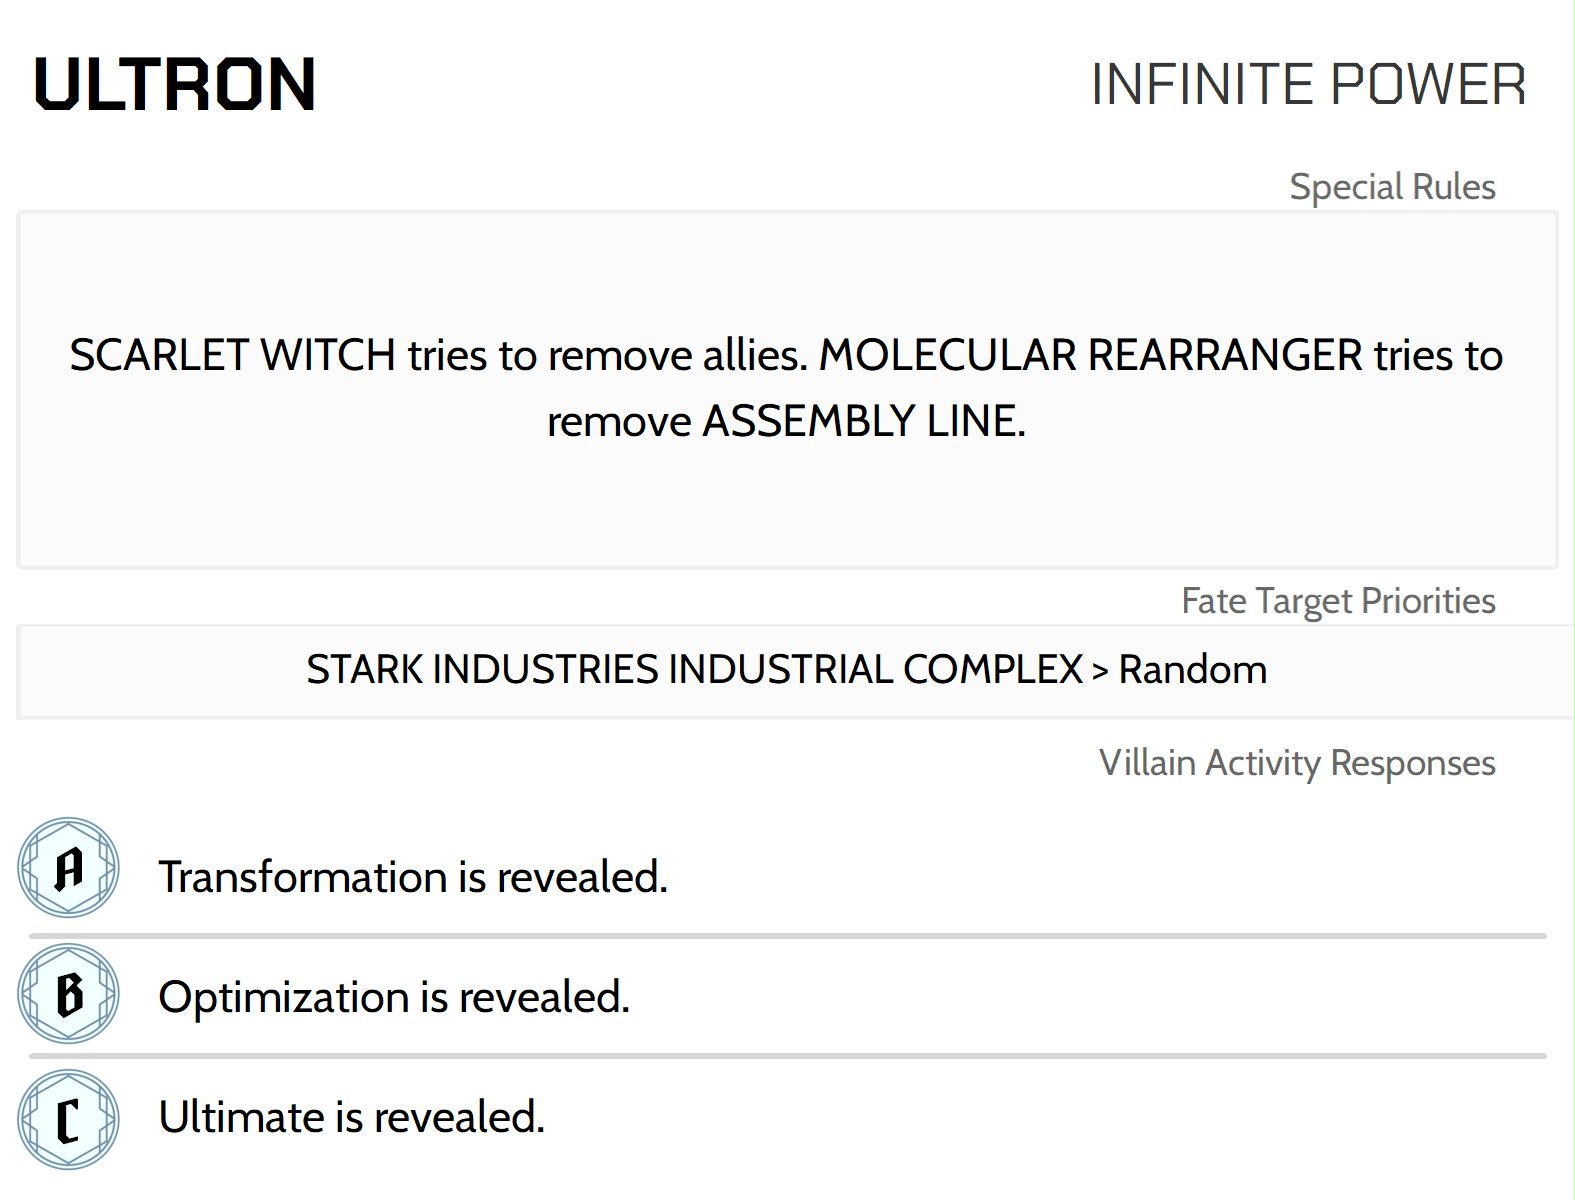 ULTRON
INFINITE POWER
Special Rules
SCARLET WITCH tries to remove allies. MOLECULAR REARRANGER tries to
remove ASSEMBLY LINE.
Fate Target Priorities
STARK INDUSTRIES INDUSTRIAL COMPLEX > Random
Villain Activity Responses
A Transformation is revealed.
B Optimization is revealed.
C Ultimate is revealed.